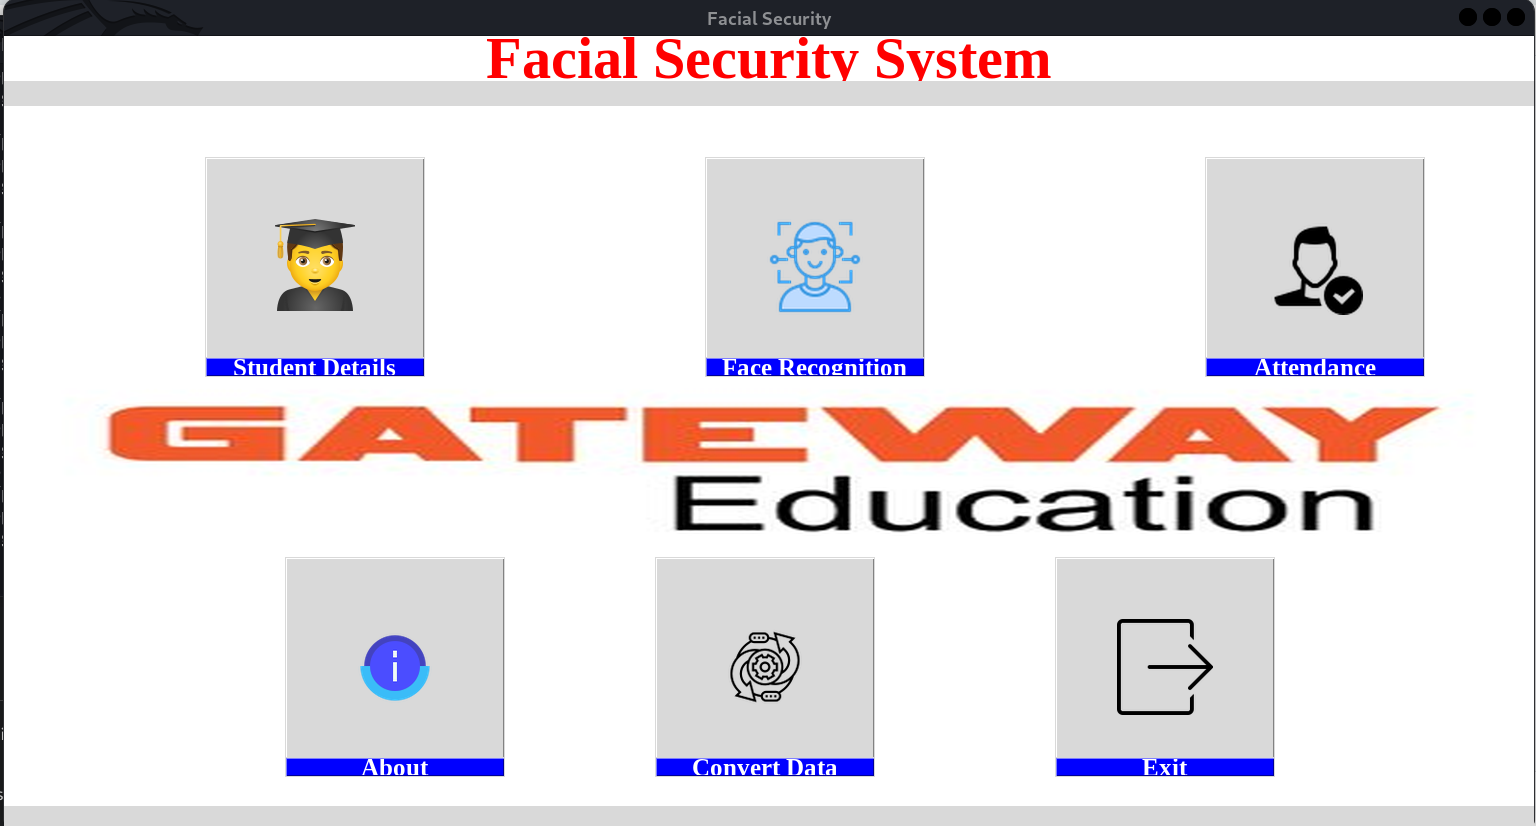 Facial Security
Facial Security System
Student Details
Face Recognition
Attendance
GATEWAY
Education
i
About
Convert Data
Exit